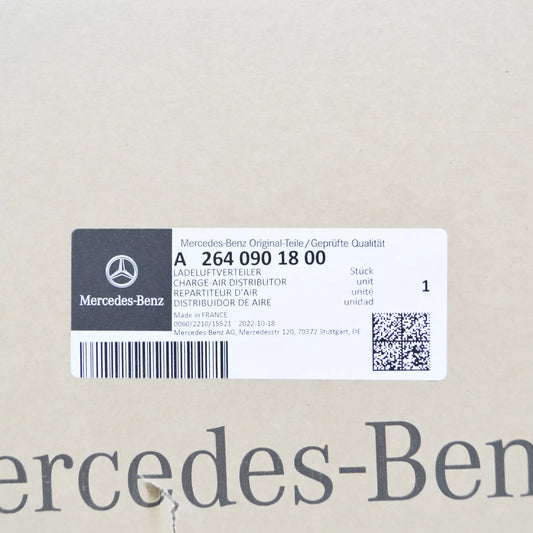 Mercedes-Benz Original-Teile/Geprüfte Qualität
A 264 090 18 00
LADELUFTVERTEILER Stück
CHARGE-AIR DISTRIBUTOR unit
REPARTITEUR D'AIR unité
DISTRIBUIDOR DE AIRE unidad
1
Mercedes-Benz
Made in FRANCE
0060/2210/15521 2022-10-18
Mercedes-Benz AG, Mercedesstr 120, 70372 Stuttgart, DE
ercedes-Ben